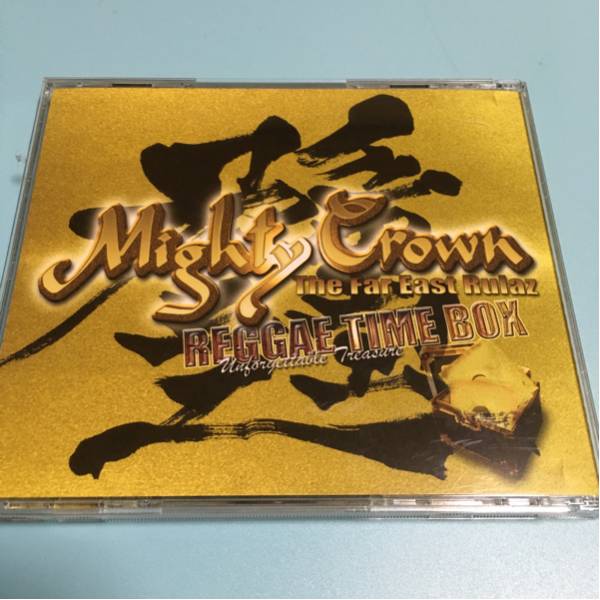 Mighty Crown
The Far East Rulaz
REGGAE TIME BOX
Unforgettable Treasure